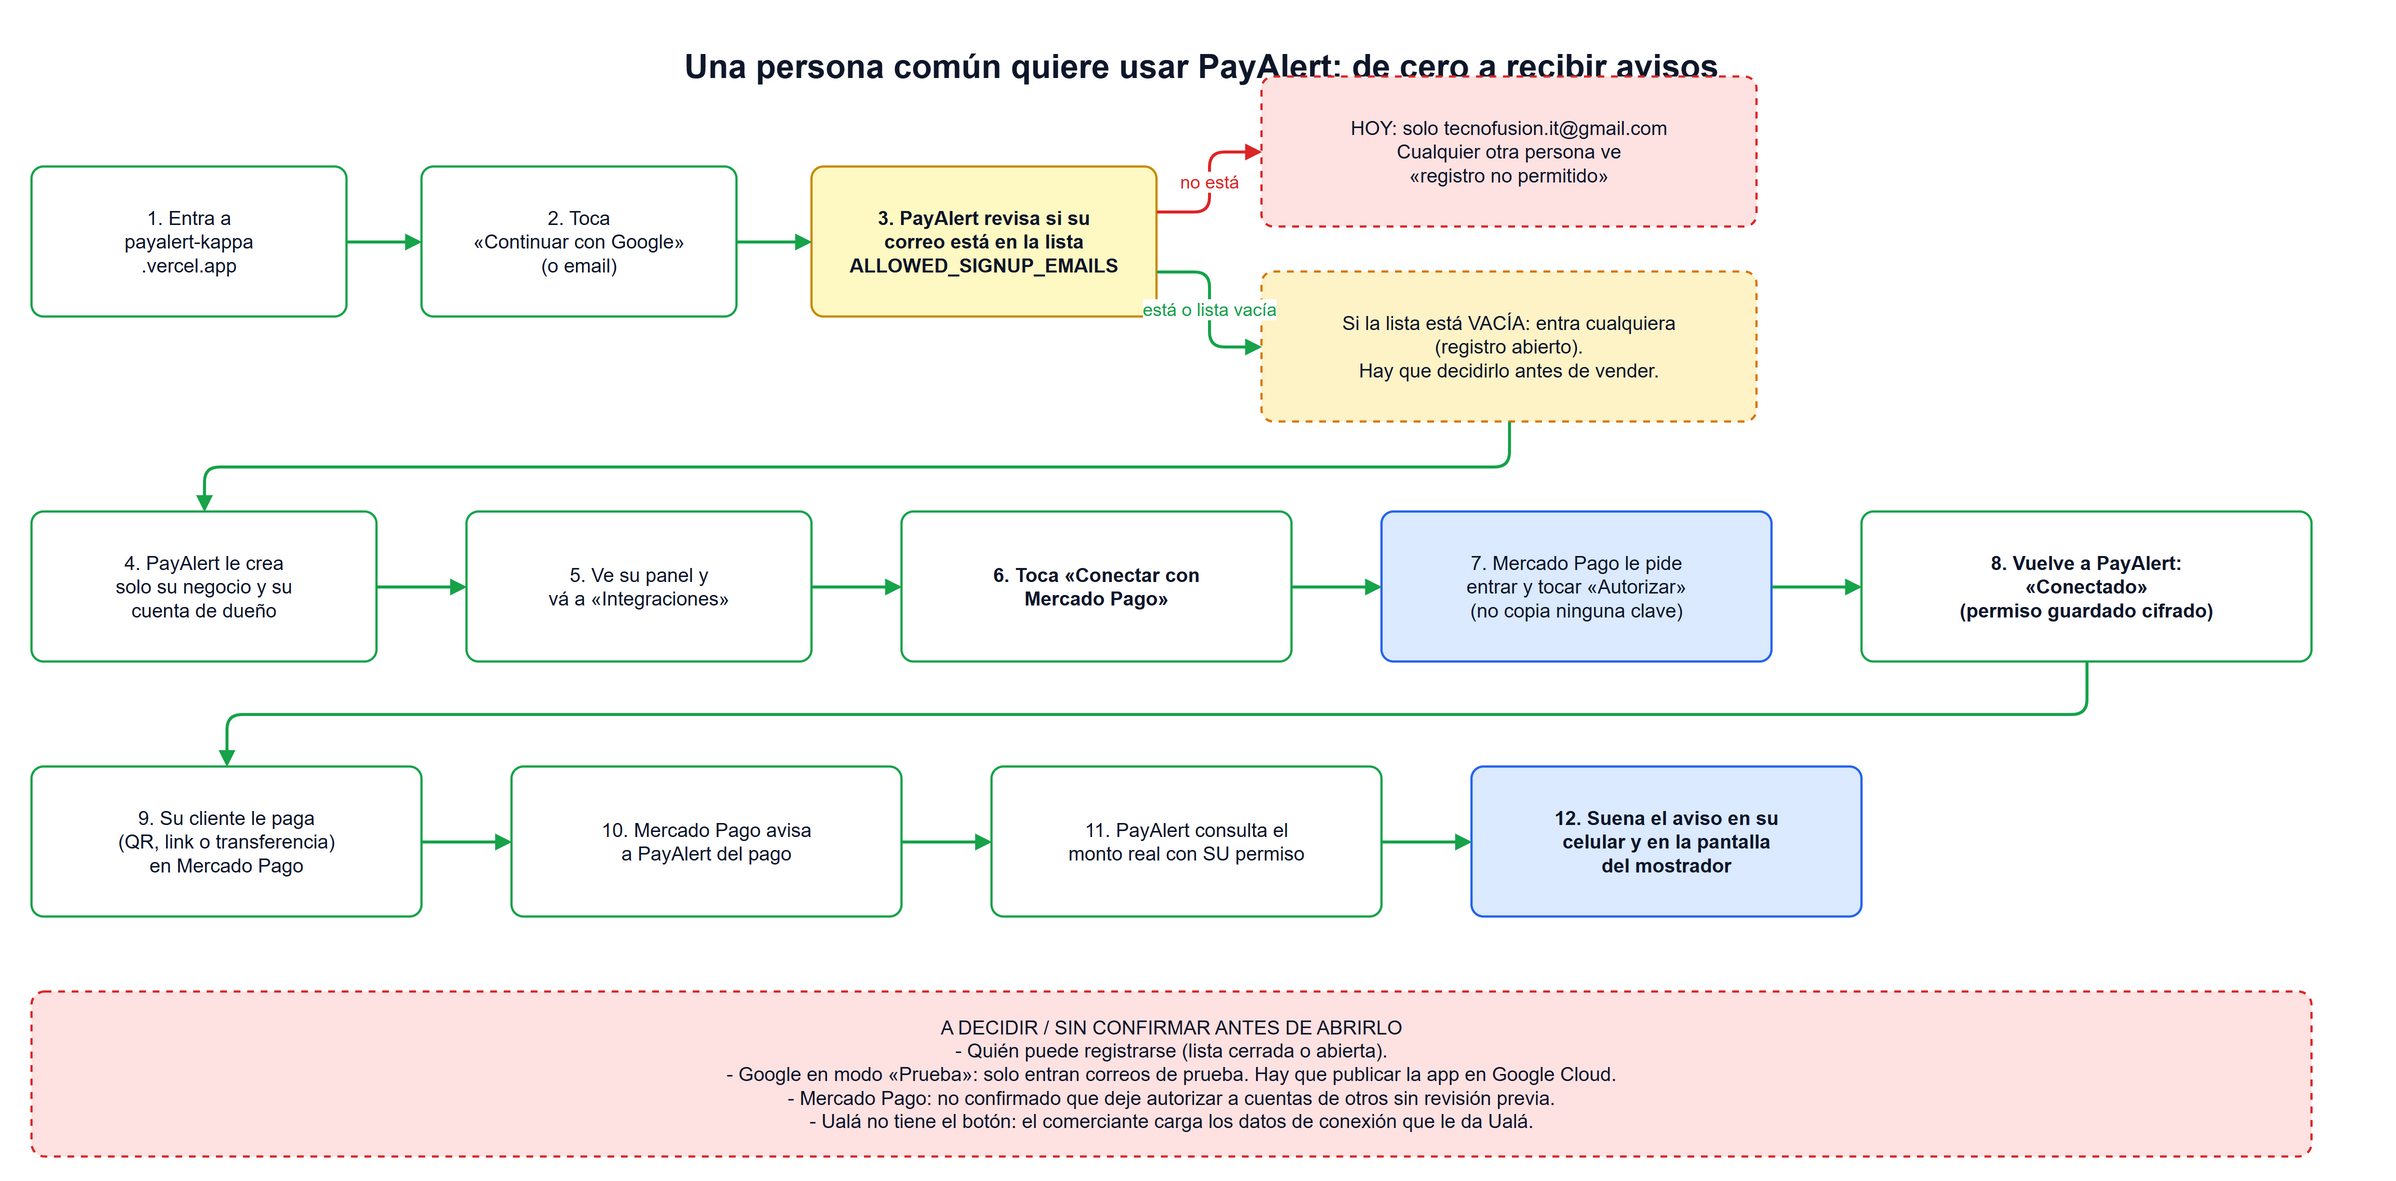 Una persona común quiere usar PayAlert: de cero a recibir avisos
1. Entra a
payalert-kappa
.vercel.app
2. Toca
«Continuar con Google»
(o email)
3. PayAlert revisa si su
correo está en la lista
ALLOWED_SIGNUP_EMAILS
no está
HOY: solo tecnofusion.it@gmail.com
Cualquier otra persona ve
«registro no permitido»
está o lista vacía
Si la lista está VACÍA: entra cualquiera
(registro abierto).
Hay que decidirlo antes de vender.
4. PayAlert le crea
solo su negocio y su
cuenta de dueño
5. Ve su panel y
vá a «Integraciones»
6. Toca «Conectar con
Mercado Pago»
7. Mercado Pago le pide
entrar y tocar «Autorizar»
(no copia ninguna clave)
8. Vuelve a PayAlert:
«Conectado»
(permiso guardado cifrado)
9. Su cliente le paga
(QR, link o transferencia)
en Mercado Pago
10. Mercado Pago avisa
a PayAlert del pago
11. PayAlert consulta el
monto real con SU permiso
12. Suena el aviso en su
celular y en la pantalla
del mostrador
A DECIDIR / SIN CONFIRMAR ANTES DE ABRIRLO
- Quién puede registrarse (lista cerrada o abierta).
- Google en modo «Prueba»: solo entran correos de prueba. Hay que publicar la app en Google Cloud.
- Mercado Pago: no confirmado que deje autorizar a cuentas de otros sin revisión previa.
- Ualá no tiene el botón: el comerciante carga los datos de conexión que le da Ualá.